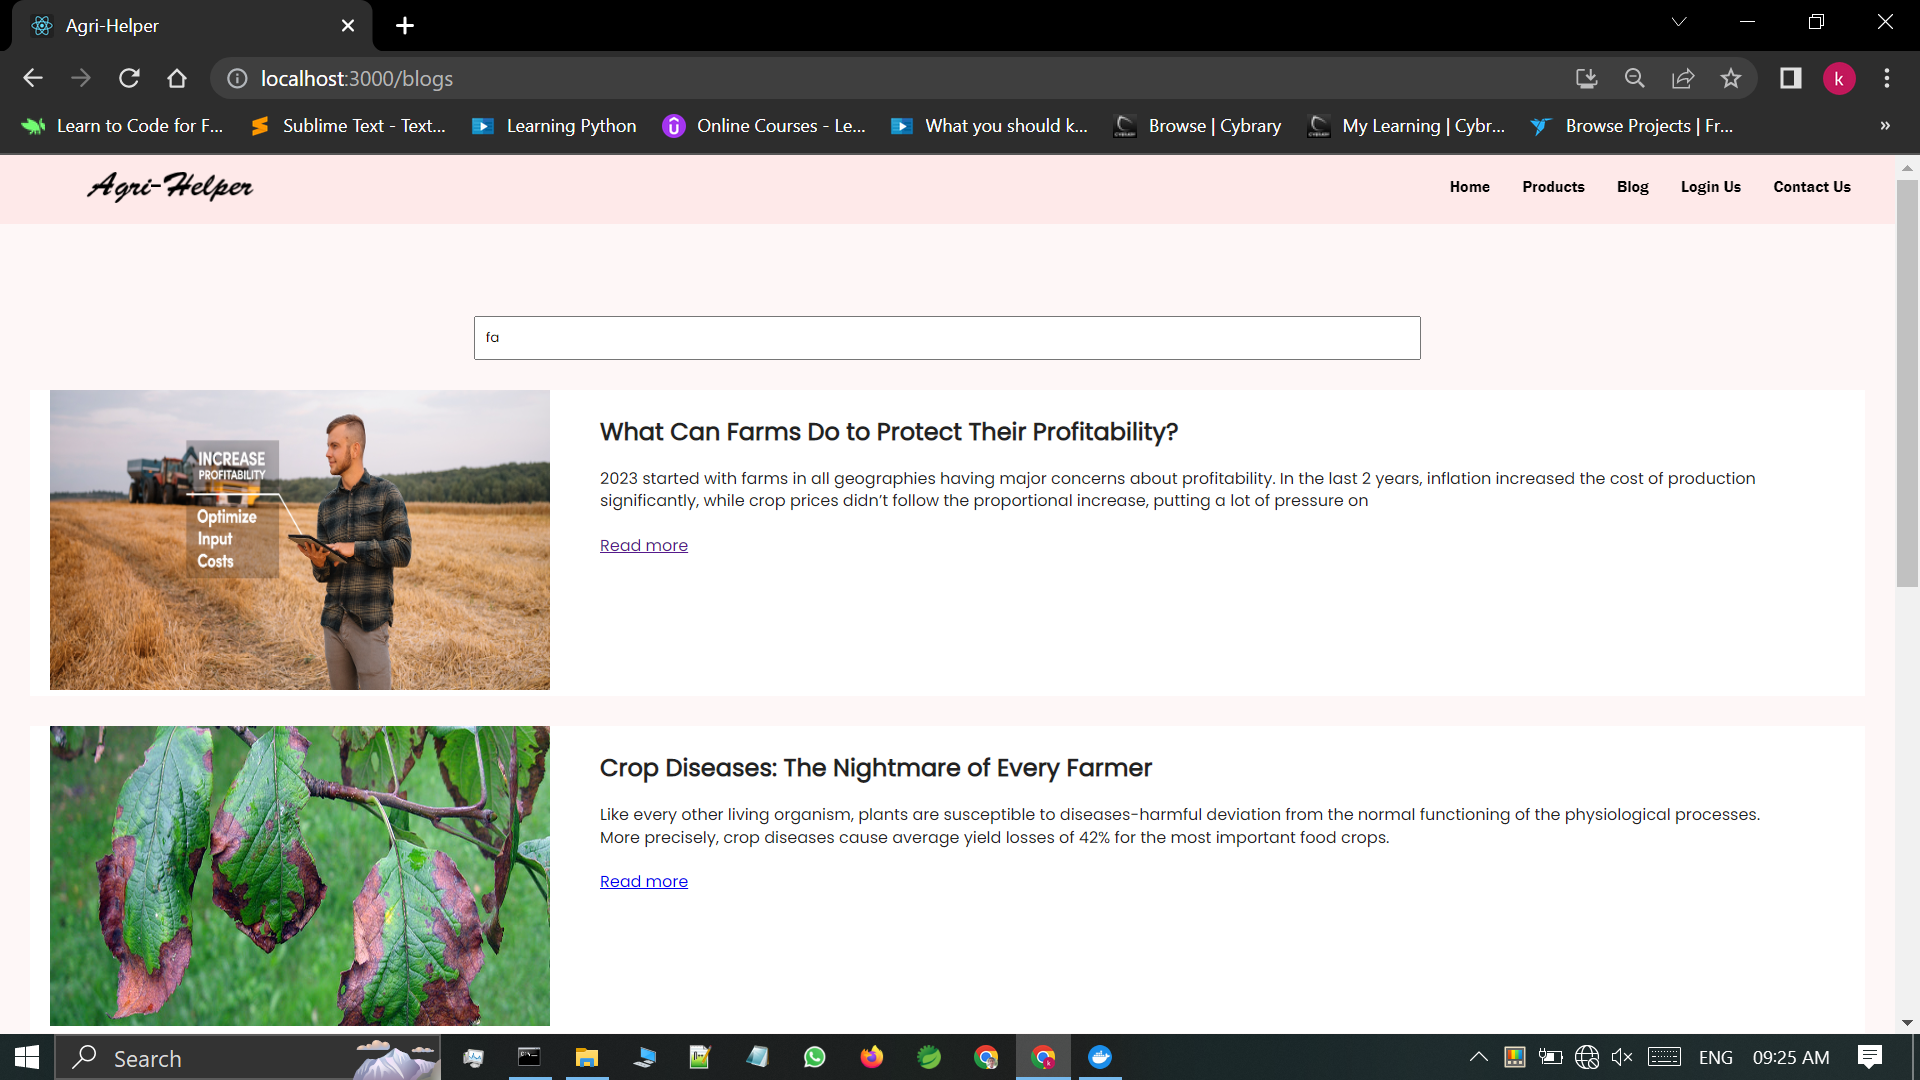 Agri-Helper
localhost:3000/blogs
k
Learn to Code for F...
Sublime Text - Text...
Learning Python
Online Courses - Le...
What you should k...
Browse | Cybrary
My Learning | Cybr...
Browse Projects | Fr...
»
Agri-Helper
Home
Products
Blog
Login Us
Contact Us
fa
INCREASE
PROFITABILITY
Optimize
Input
Costs
What Can Farms Do to Protect Their Profitability?
2023 started with farms in all geographies having major concerns about profitability. In the last 2 years, inflation increased the cost of production
significantly, while crop prices didn’t follow the proportional increase, putting a lot of pressure on
Read more
Crop Diseases: The Nightmare of Every Farmer
Like every other living organism, plants are susceptible to diseases-harmful deviation from the normal functioning of the physiological processes.
More precisely, crop diseases cause average yield losses of 42% for the most important food crops.
Read more
Search
ENG
09:25 AM